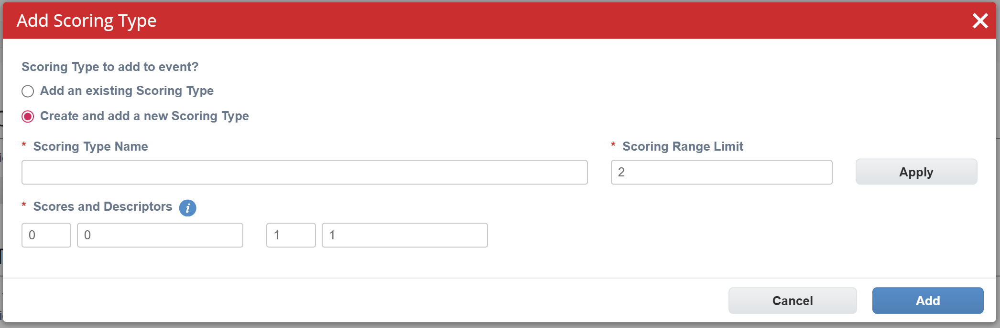 Add Scoring Type
Scoring Type to add to event?
Add an existing Scoring Type
Create and add a new Scoring Type
* Scoring Type Name
* Scoring Range Limit
2
Apply
* Scores and Descriptors i
0 0 1 1
Cancel Add